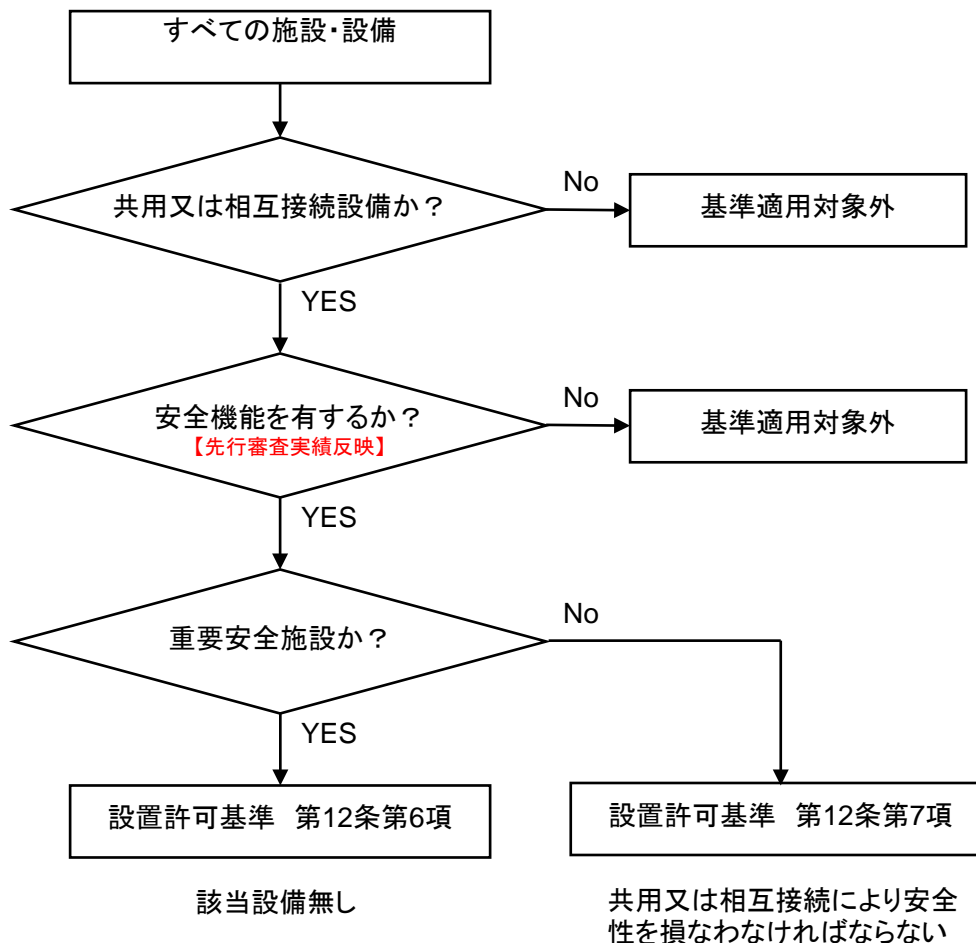 すべての施設・設備
共用又は相互接続設備か？
No
基準適用対象外
YES
安全機能を有するか？
【先行審査実績反映】
No
基準適用対象外
YES
重要安全施設か？
No
YES
設置許可基準　第12条第6項
設置許可基準　第12条第7項
該当設備無し
共用又は相互接続により安全
性を損なわなければならない